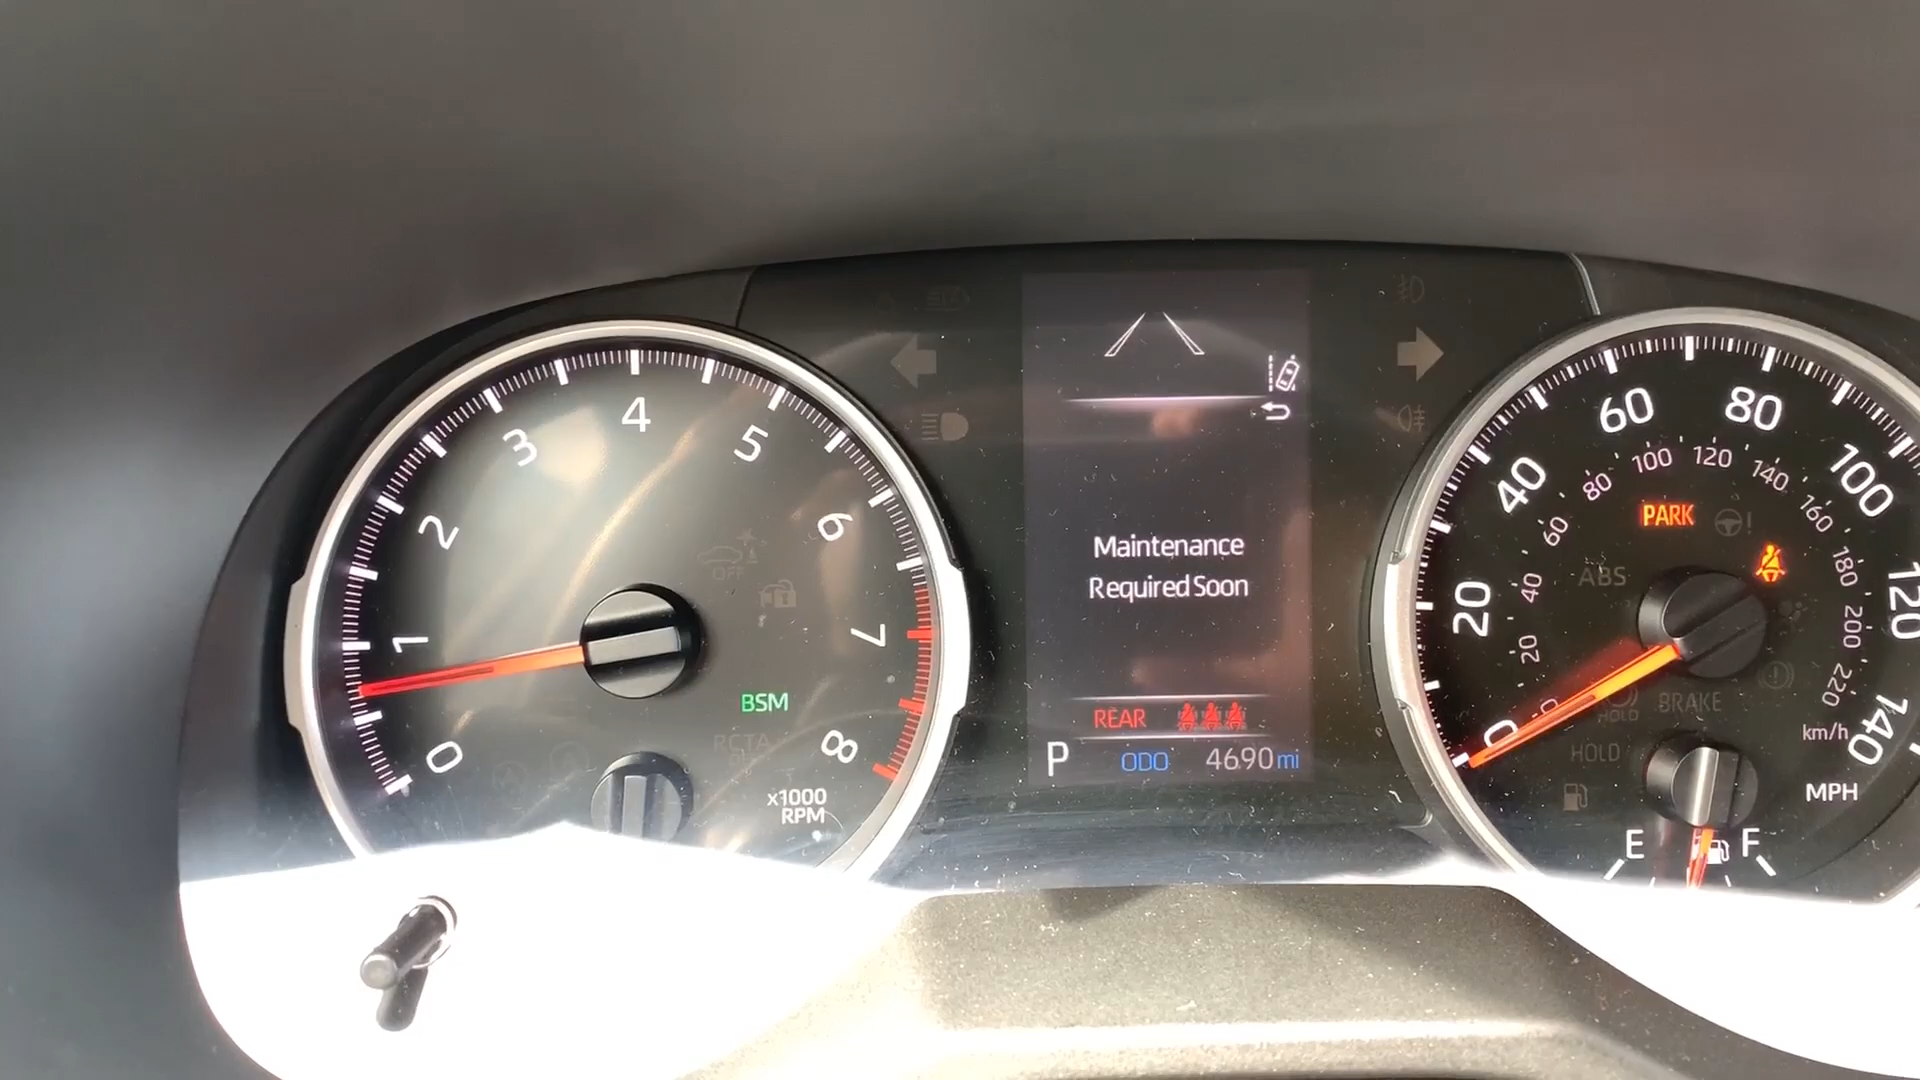 0
1
2
3
4
5
6
7
8
x1000
RPM
OFF
BSM
RCTA
Maintenance
Required Soon
REAR
P ODO 4690 mi
0
20
40
60
80
100
120
140
20
40
60
80
100
120
140
160
180
200
220
km/h
MPH
PARK
ABS
BRAKE
HOLD
HOLD
E F